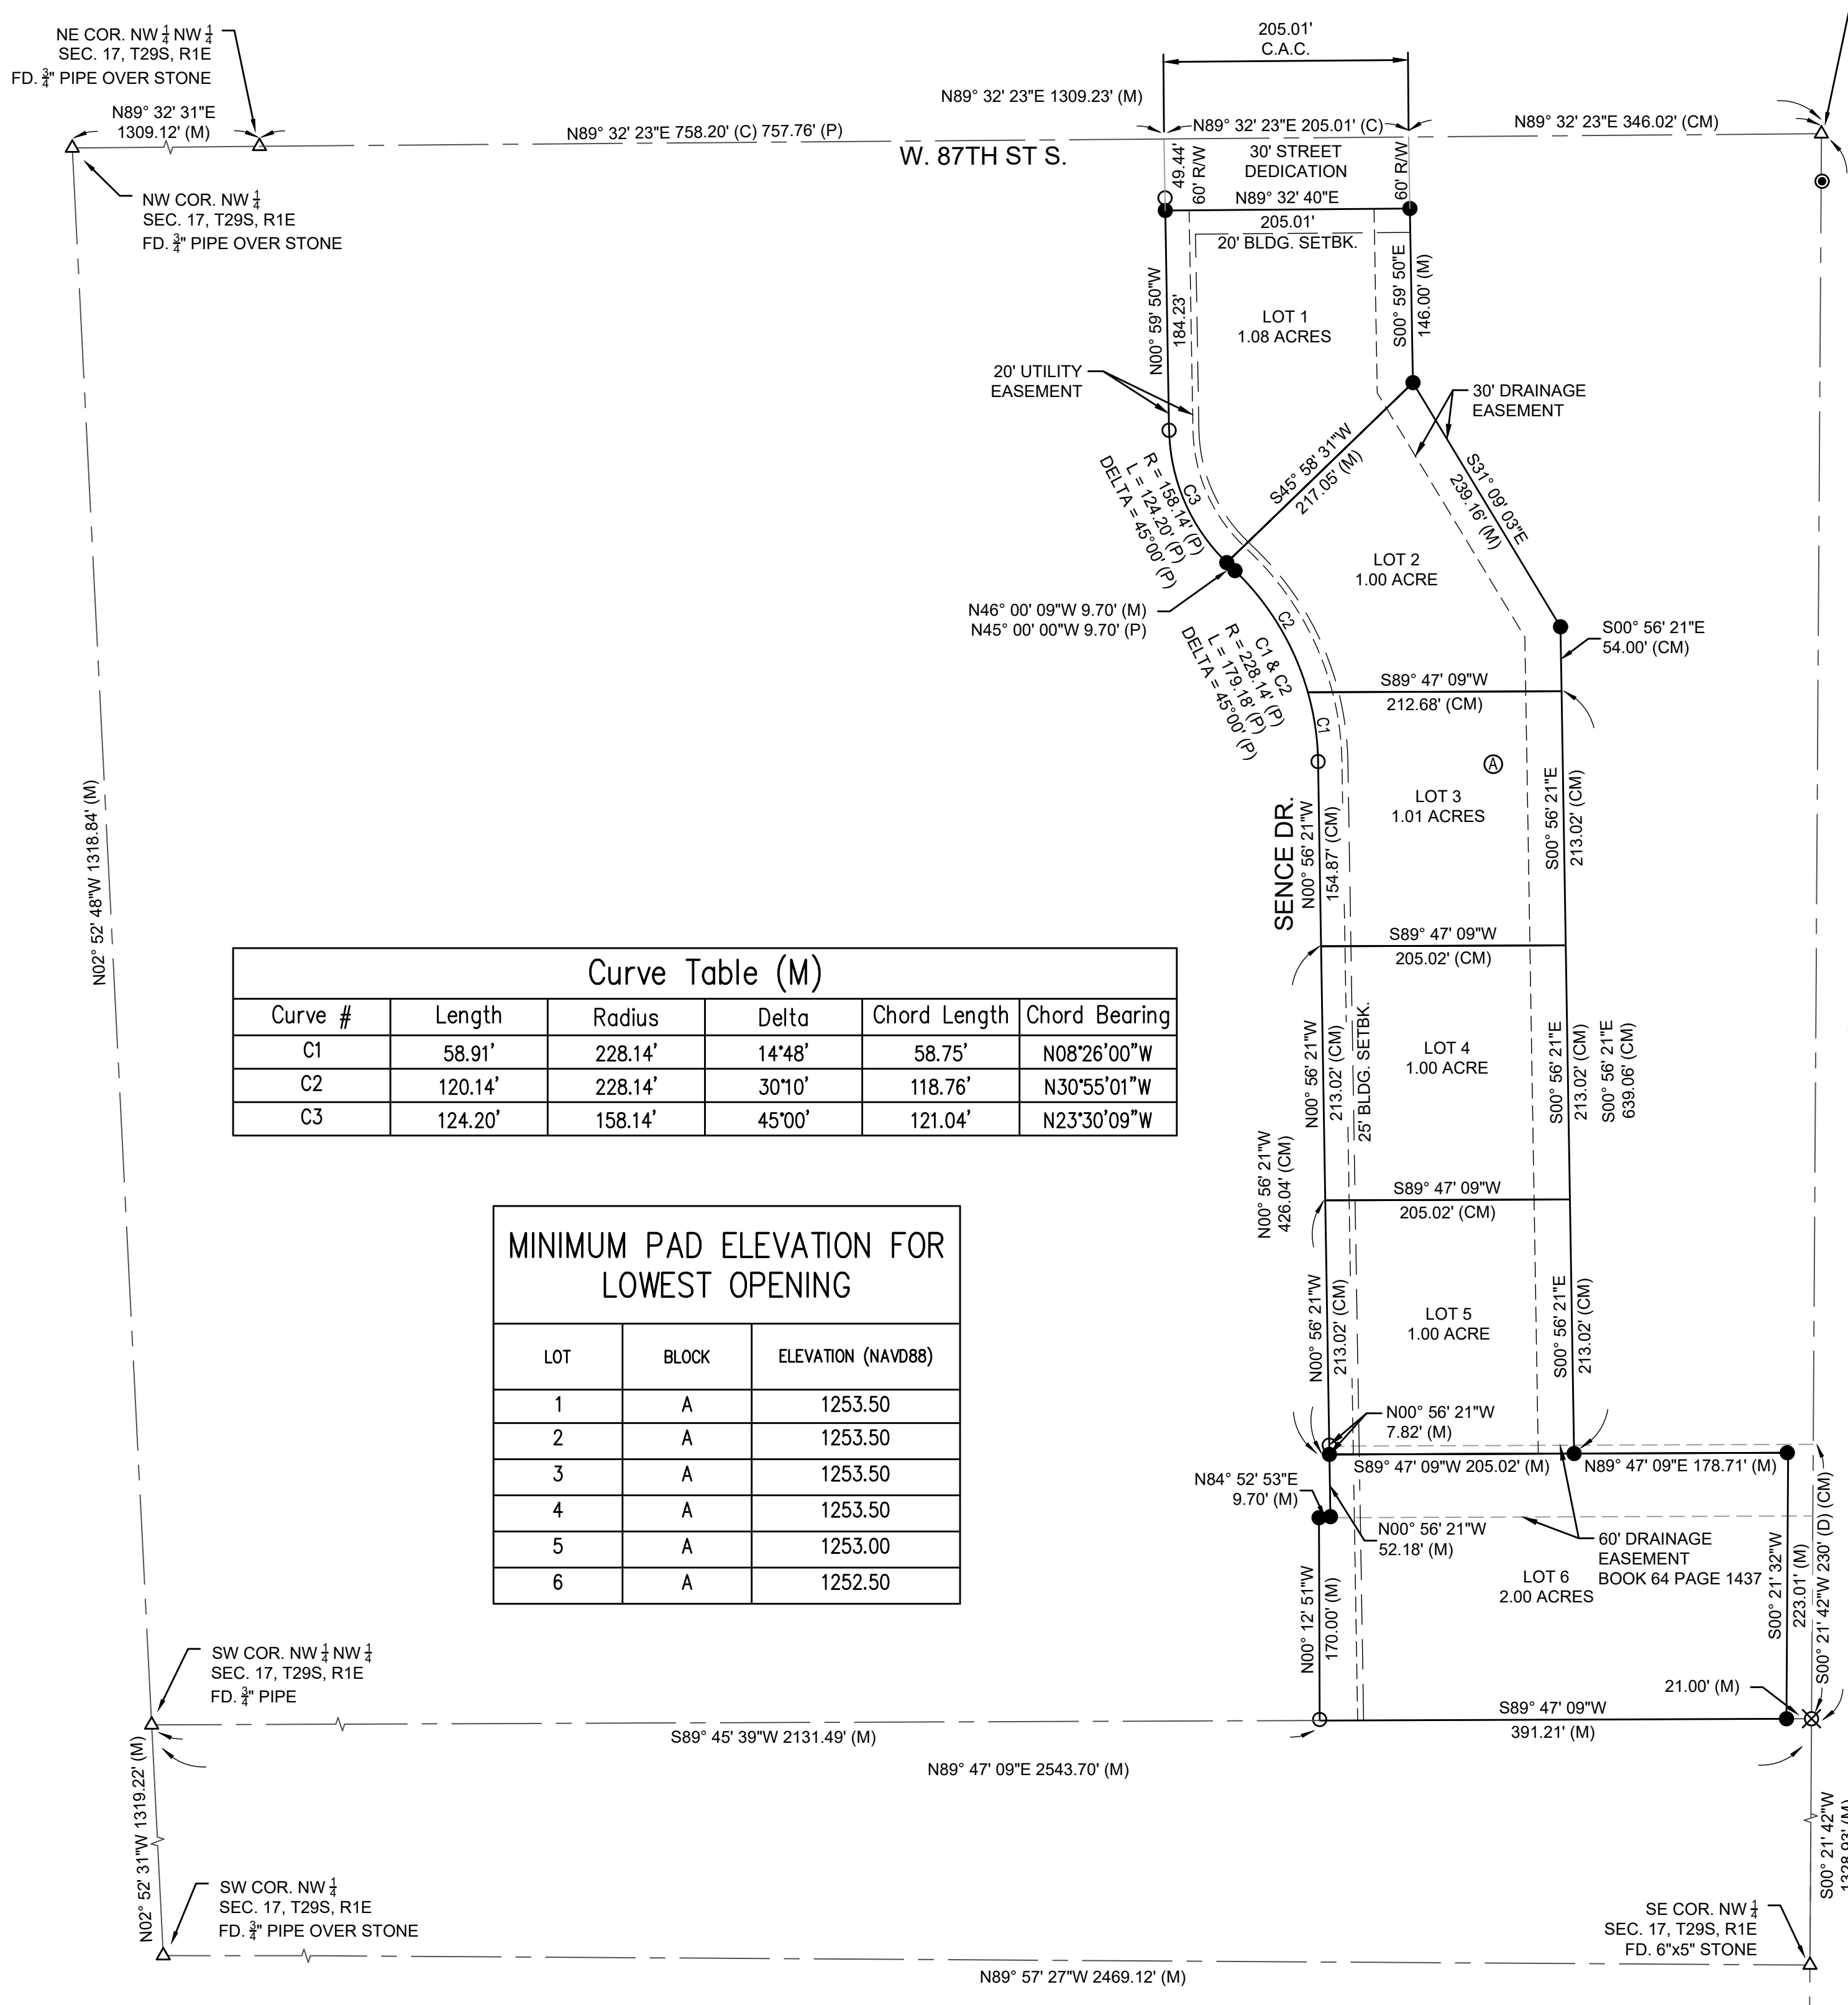 205.01'
C.A.C.
NE COR. NW 1/4 NW 1/4
SEC. 17, T29S, R1E
FD. 3/4" PIPE OVER STONE
N89° 32' 31"E
1309.12' (M)
N89° 32' 23"E 1309.23' (M)
N89° 32' 23"E 758.20' (C) 757.76' (P)
N89° 32' 23"E 205.01' (C)
N89° 32' 23"E 346.02' (CM)
W. 87TH ST S.
49.44'
60' R/W
30' STREET
DEDICATION
60' R/W
NW COR. NW 1/4
SEC. 17, T29S, R1E
FD. 3/4" PIPE OVER STONE
N89° 32' 40"E
205.01'
20' BLDG. SETBK.
N00° 59' 50"W
184.23'
S00° 59' 50"E
146.00' (M)
LOT 1
1.08 ACRES
20' UTILITY
EASEMENT
30' DRAINAGE
EASEMENT
S45° 58' 31"W
217.05' (M)
S31° 09' 03"E
239.16' (M)
C3
R = 158.14' (P)
L = 124.20' (P)
DELTA = 45°00' (P)
LOT 2
1.00 ACRE
N46° 00' 09"W 9.70' (M)
N45° 00' 00"W 9.70' (P)
C2
C1 & C2
R = 228.14' (P)
L = 179.18' (P)
DELTA = 45°00' (P)
S00° 56' 21"E
54.00' (CM)
S89° 47' 09"W
212.68' (CM)
C1
A
LOT 3
1.01 ACRES
SENCE DR.
N00° 56' 21"W
154.87' (CM)
S00° 56' 21"E
213.02' (CM)
N02° 52' 48"W 1318.84' (M)
S89° 47' 09"W
205.02' (CM)
Curve Table (M)
Curve # Length Radius Delta Chord Length Chord Bearing
C1 58.91' 228.14' 14°48' 58.75' N08°26'00"W
C2 120.14' 228.14' 30°10' 118.76' N30°55'01"W
C3 124.20' 158.14' 45°00' 121.04' N23°30'09"W
N00° 56' 21"W
213.02' (CM)
25' BLDG. SETBK.
LOT 4
1.00 ACRE
S00° 56' 21"E
213.02' (CM)
S00° 56' 21"E
639.06' (CM)
N00° 56' 21"W
426.04' (CM)
S89° 47' 09"W
205.02' (CM)
MINIMUM PAD ELEVATION FOR
LOWEST OPENING
LOT BLOCK ELEVATION (NAVD88)
1 A 1253.50
2 A 1253.50
3 A 1253.50
4 A 1253.50
5 A 1253.00
6 A 1252.50
N00° 56' 21"W
213.02' (CM)
LOT 5
1.00 ACRE
S00° 56' 21"E
213.02' (CM)
N00° 56' 21"W
7.82' (M)
S89° 47' 09"W 205.02' (M)
N89° 47' 09"E 178.71' (M)
N84° 52' 53"E
9.70' (M)
N00° 56' 21"W
52.18' (M)
60' DRAINAGE
EASEMENT
BOOK 64 PAGE 1437
LOT 6
2.00 ACRES
N00° 12' 51"W
170.00' (M)
S00° 21' 32"W
223.01' (M)
S00° 21' 42"W 230' (D) (CM)
SW COR. NW 1/4 NW 1/4
SEC. 17, T29S, R1E
FD. 3/4" PIPE
21.00' (M)
S89° 47' 09"W
391.21' (M)
S89° 45' 39"W 2131.49' (M)
N89° 47' 09"E 2543.70' (M)
N02° 52' 31"W 1319.22' (M)
S00° 21' 42"W
1328.93' (M)
SW COR. NW 1/4
SEC. 17, T29S, R1E
FD. 3/4" PIPE OVER STONE
SE COR. NW 1/4
SEC. 17, T29S, R1E
FD. 6"x5" STONE
N89° 57' 27"W 2469.12' (M)